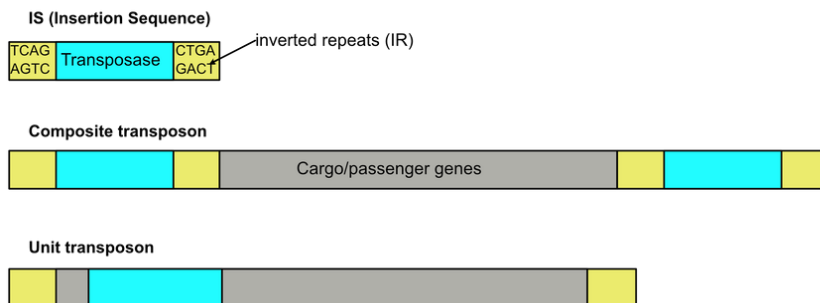 IS (Insertion Sequence)
inverted repeats (IR)
TCAG Transposase CTGA
AGTC GACT
Composite transposon
Cargo/passenger genes
Unit transposon